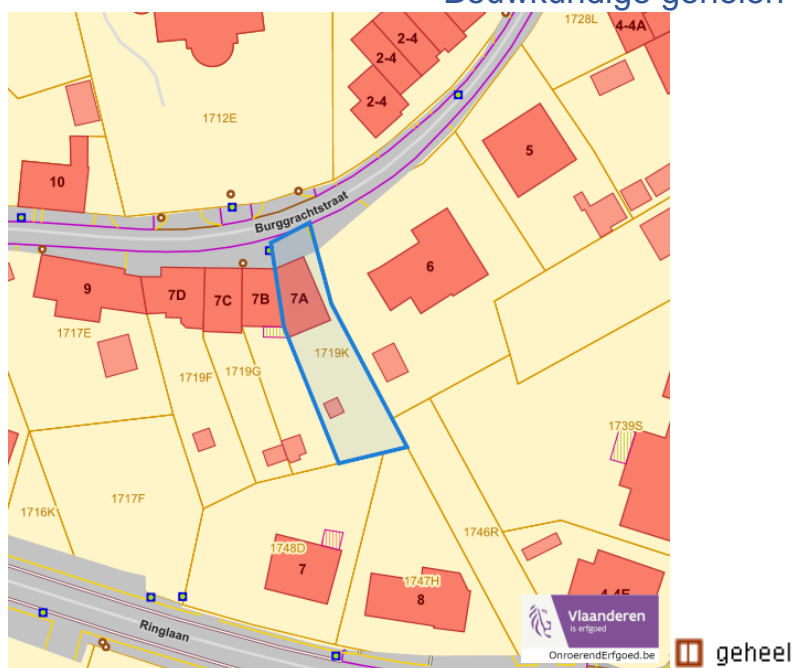 Bouwkundige gehelen
1728L
4-4A
2-4
2-4
2-4
1712E
5
10
Burggrachtstraat
6
9
7D
7C
7B
7A
1717E
1719K
1719F
1719G
1739S
1716K
1717F
1746R
1748D
7
1747H
8
4-4F
Ringlaan
Vlaanderen
is erfgoed
OnroerendErfgoed.be
geheel